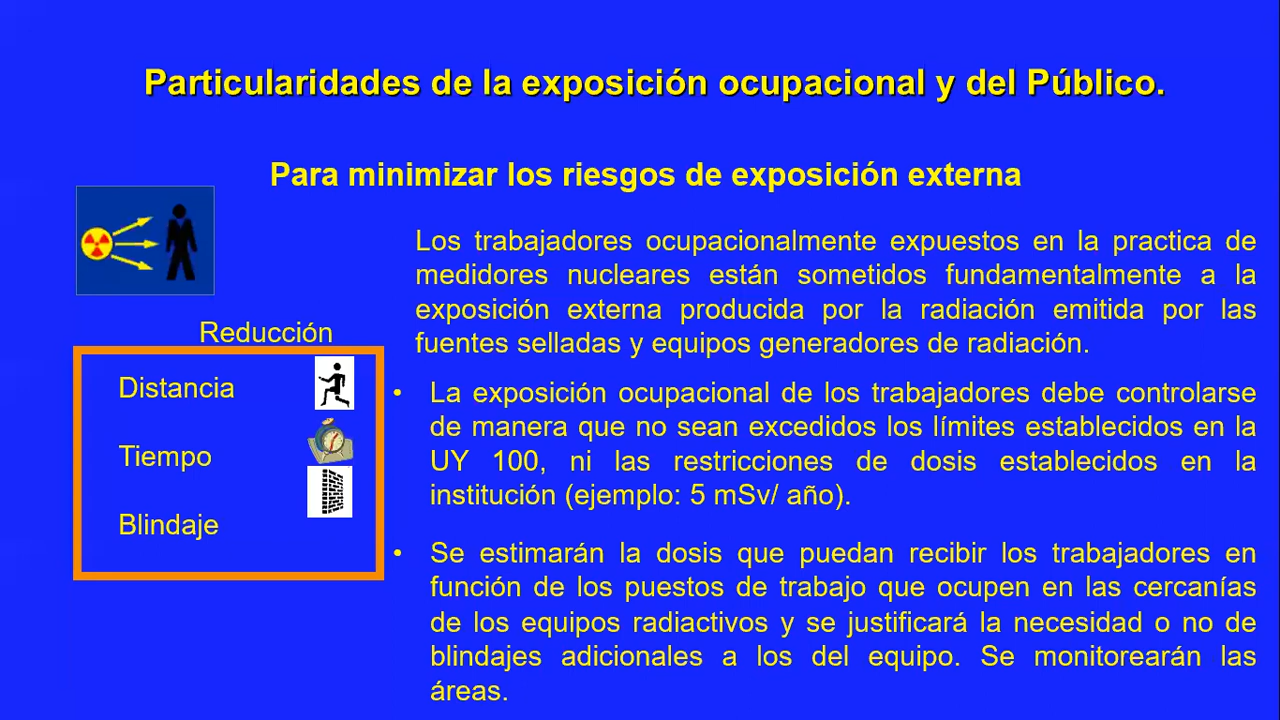 Particularidades de la exposición ocupacional y del Público.
Para minimizar los riesgos de exposición externa
Reducción
Distancia
Tiempo
Blindaje
Los trabajadores ocupacionalmente expuestos en la practica de
medidores nucleares están sometidos fundamentalmente a la
exposición externa producida por la radiación emitida por las
fuentes selladas y equipos generadores de radiación.
• La exposición ocupacional de los trabajadores debe controlarse
de manera que no sean excedidos los límites establecidos en la
UY 100, ni las restricciones de dosis establecidos en la
institución (ejemplo: 5 mSv/ año).
• Se estimarán la dosis que puedan recibir los trabajadores en
función de los puestos de trabajo que ocupen en las cercanías
de los equipos radiactivos y se justificará la necesidad o no de
blindajes adicionales a los del equipo. Se monitorearán las
áreas.